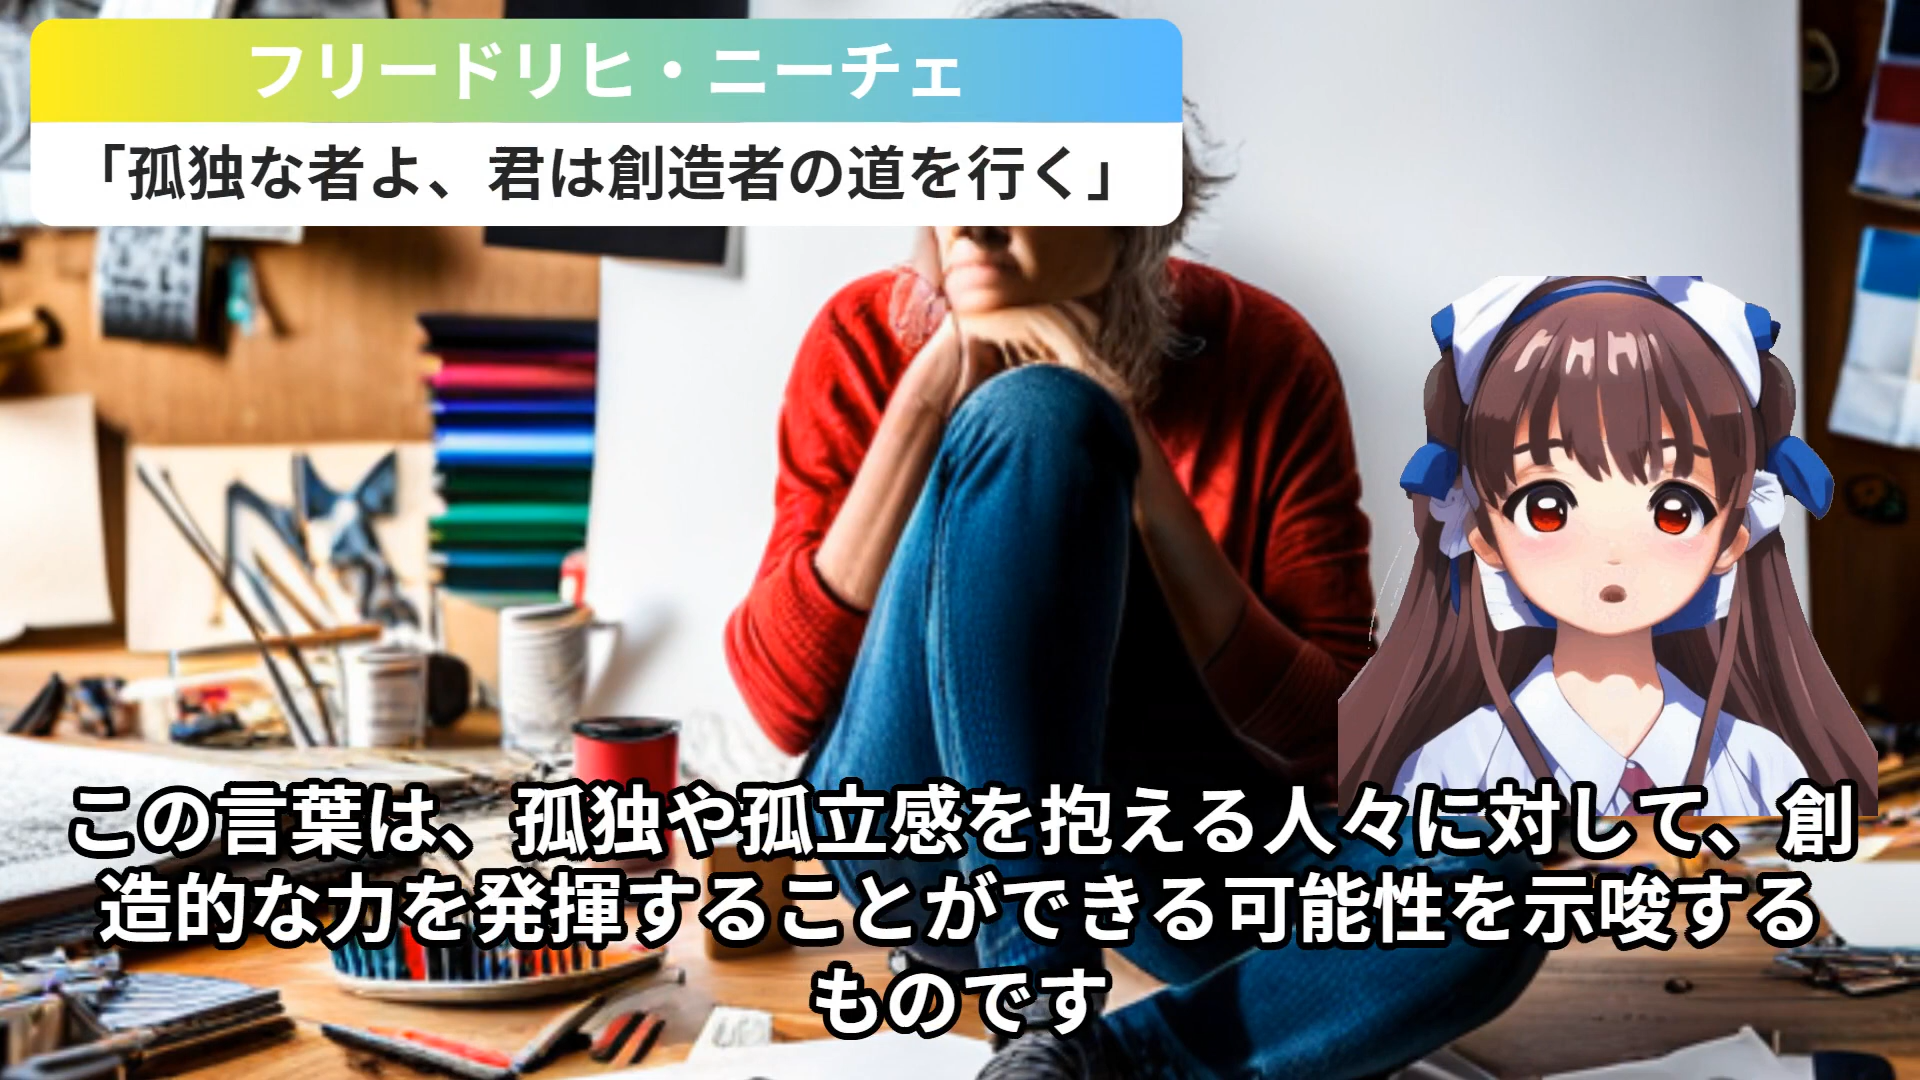 フリードリヒ・ニーチェ
「孤独な者よ、君は創造者の道を行く」
この言葉は、孤独や孤立感を抱える人々に対して、創
造的な力を発揮することができる可能性を示唆する
ものです